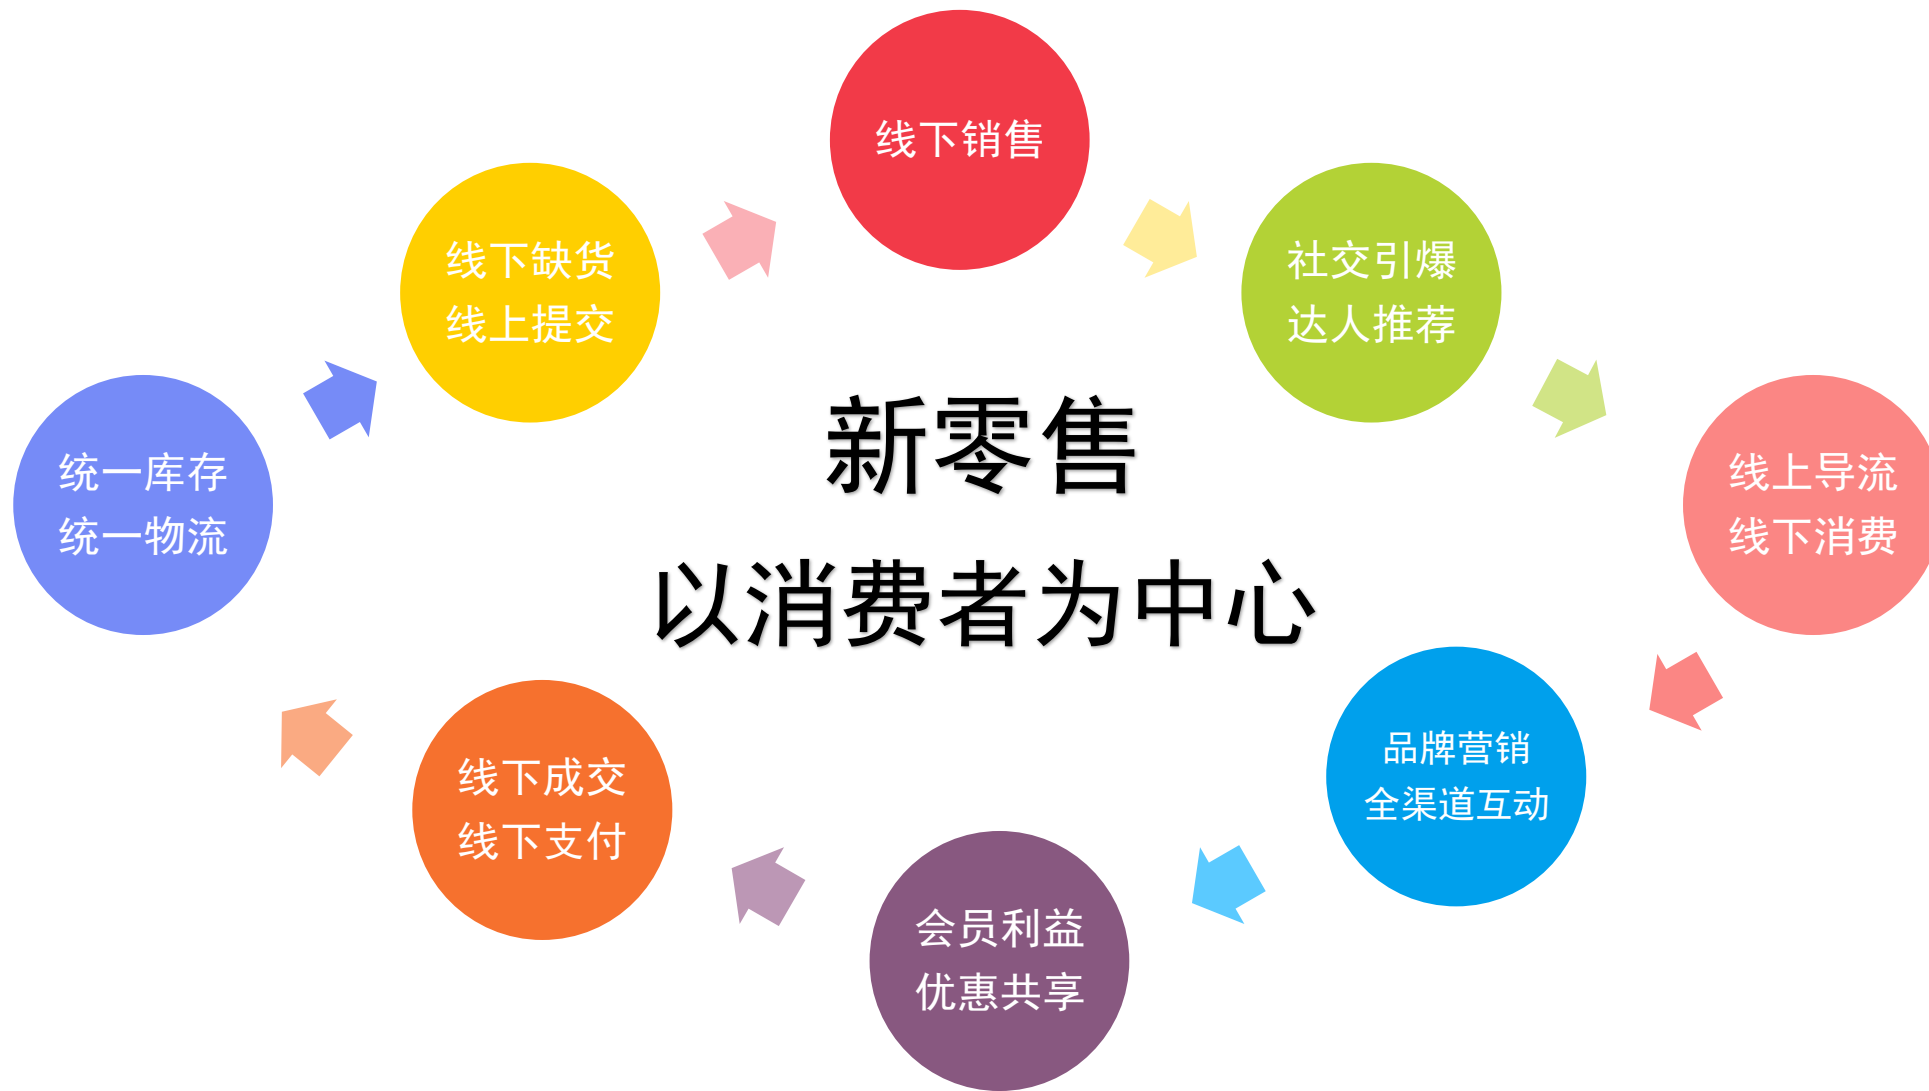 线下销售
线下缺货
线上提交
社交引爆
达人推荐
新零售
以消费者为中心
统一库存
统一物流
线上导流
线下消费
品牌营销
全渠道互动
线下成交
线下支付
会员利益
优惠共享